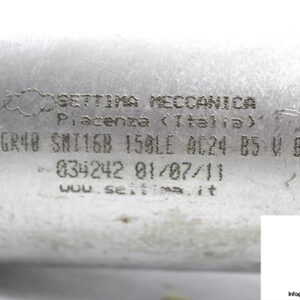 SETTIMA MECCANICA
Piacenza (Italia)
GR40 SMT16B 150LE AC24 B5 V
034242 01/07/11
www.settima.it